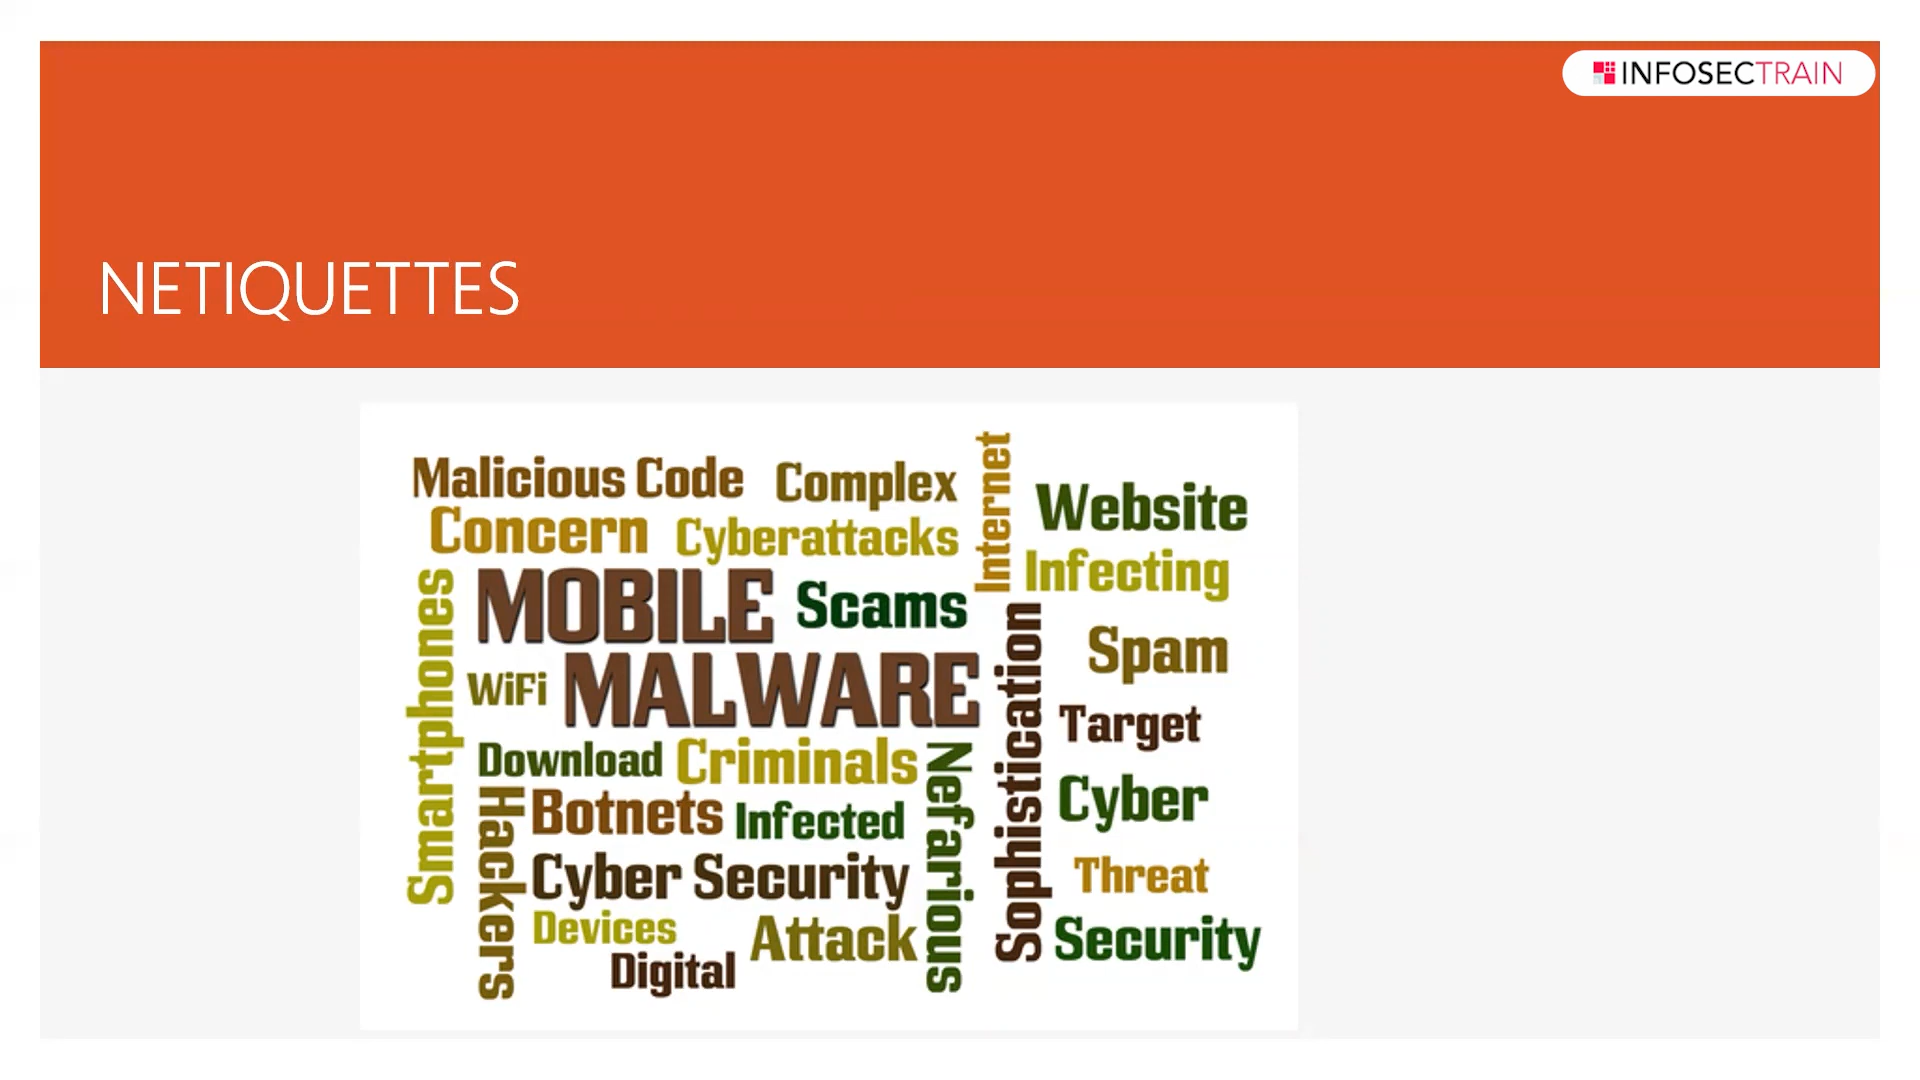 INFOSECTRAIN
NETIQUETTES
Malicious Code
Complex
Internet
Website
Concern
Cyberattacks
Infecting
MOBILE
Scams
Smartphones
Sophistication
Spam
WiFi
MALWARE
Target
Download
Criminals
Nefarious
Cyber
Hackers
Botnets
Infected
Cyber Security
Threat
Devices
Attack
Security
Digital